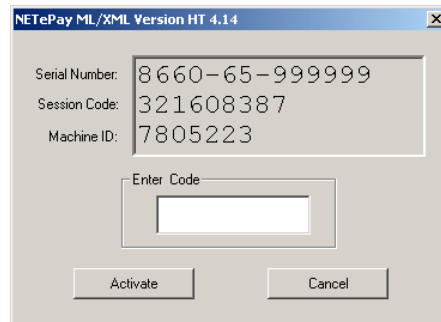 NETePay ML/XML Version HT 4.14
Serial Number: 8660-65-999999
Session Code: 321608387
Machine ID: 7805223
Enter Code
Activate Cancel